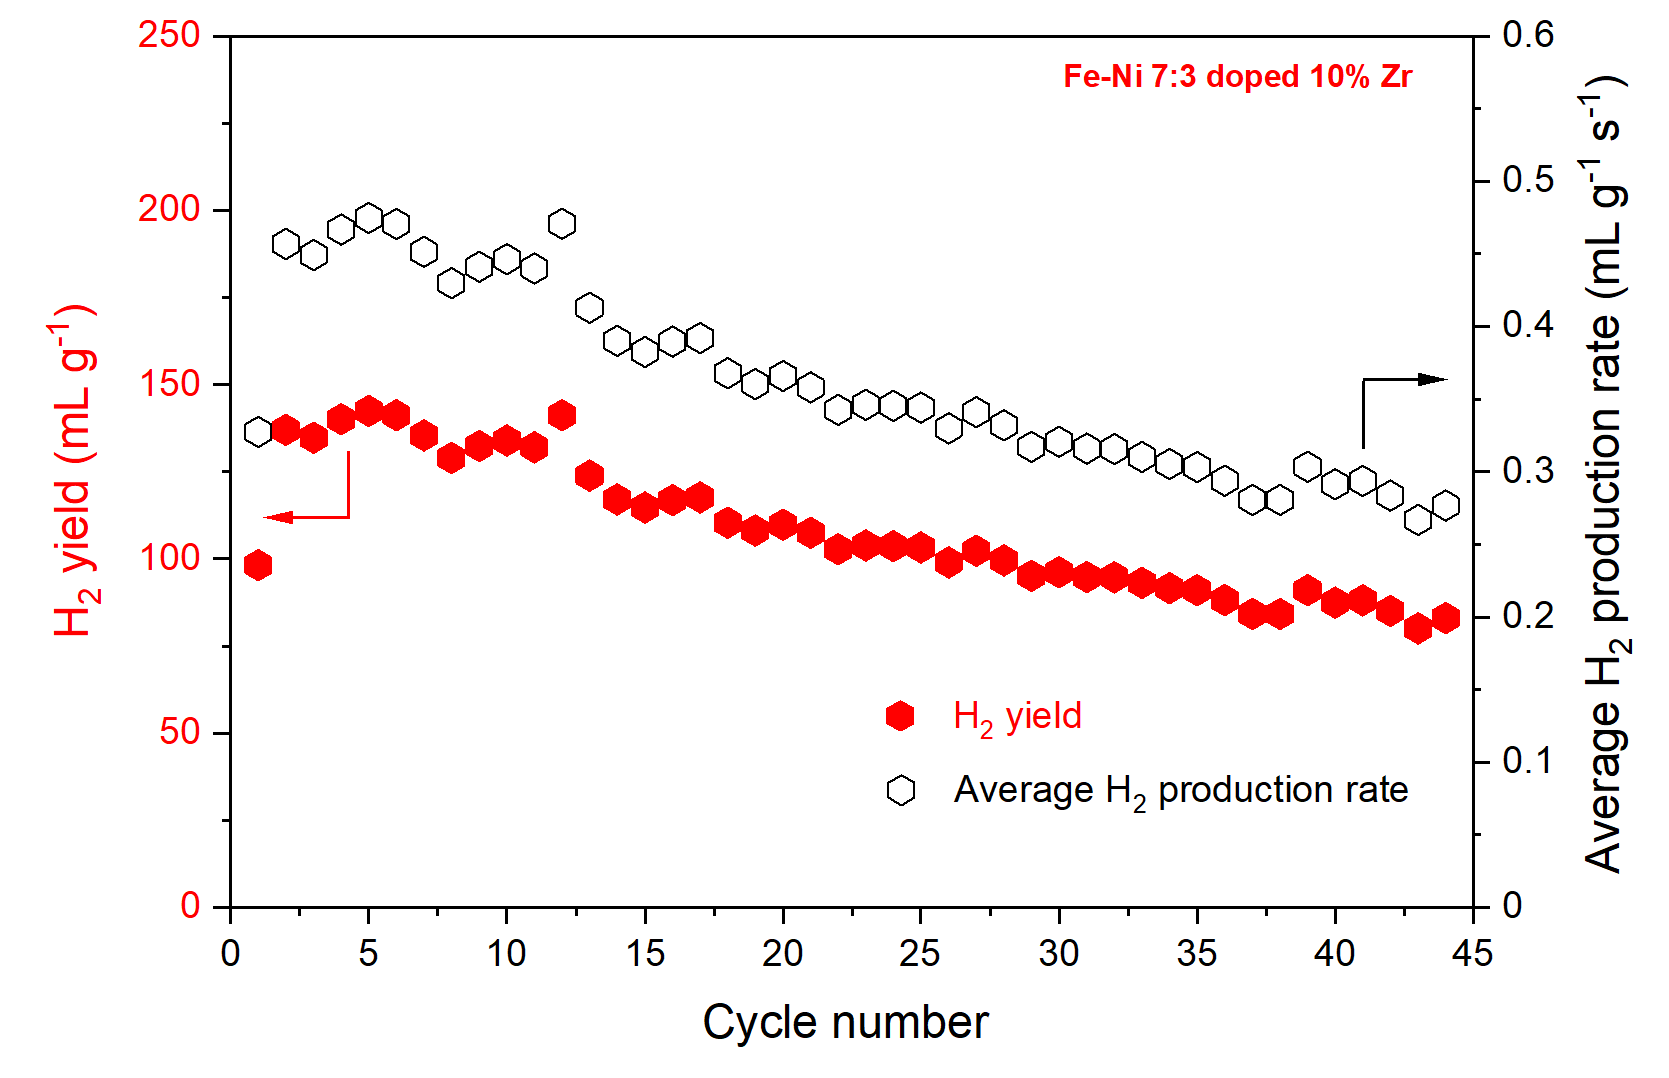 Fe-Ni 7:3 doped 10% Zr
H₂ yield (mL g⁻¹)
250
200
150
100
50
0
0.6
0.5
0.4
0.3
0.2
0.1
0
Average H₂ production rate (mL g⁻¹ s⁻¹)
H₂ yield
Average H₂ production rate
0 5 10 15 20 25 30 35 40 45
Cycle number